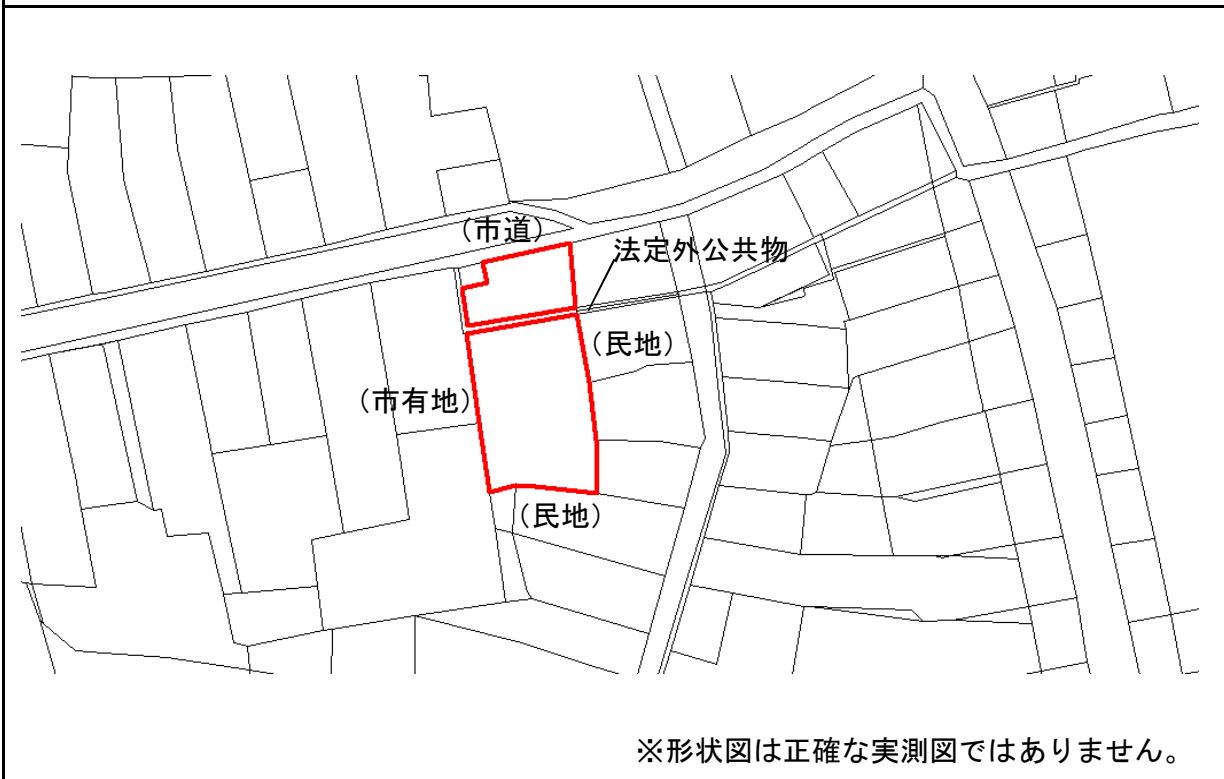 （市道）
法定外公共物
（民地）
（市有地）
（民地）
※形状図は正確な実測図ではありません。